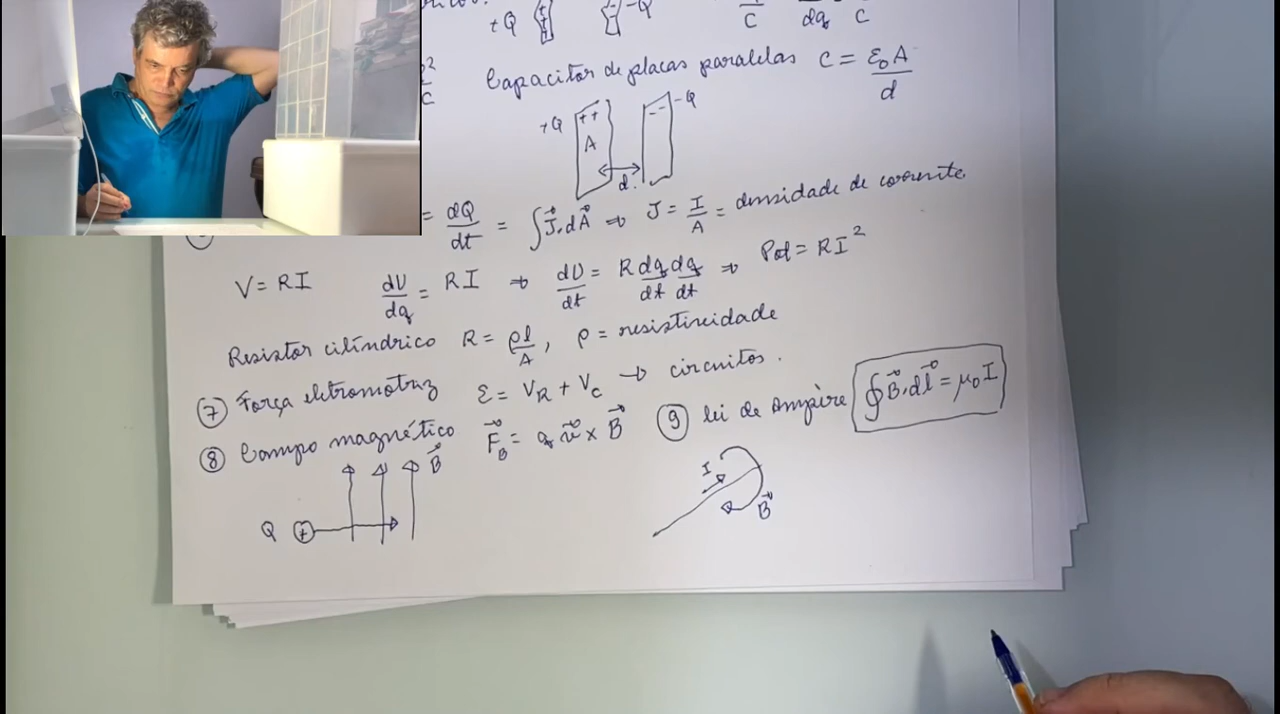 +Q -Q C dq C
C Capacitor de placas paralelas C = ε₀A/d
+Q ++ A -- -Q
d
= dQ/dt = ∫J⃗.dA⃗ ⇒ J = I/A = densidade de corrente
V = RI dU/dq = RI ⇒ dU/dt = R dq/dt dq/dt ⇒ Pot = RI²
Resistor cilíndrico R = ρl/A, ρ = resistividade
7 Força eletromotriz ε = V_R + V_C → circuitos.
8 Campo magnético F⃗_B = q v⃗ × B⃗
B⃗
Q +
9 lei de Ampère ∮B⃗.dl⃗ = μ₀I
I
B⃗